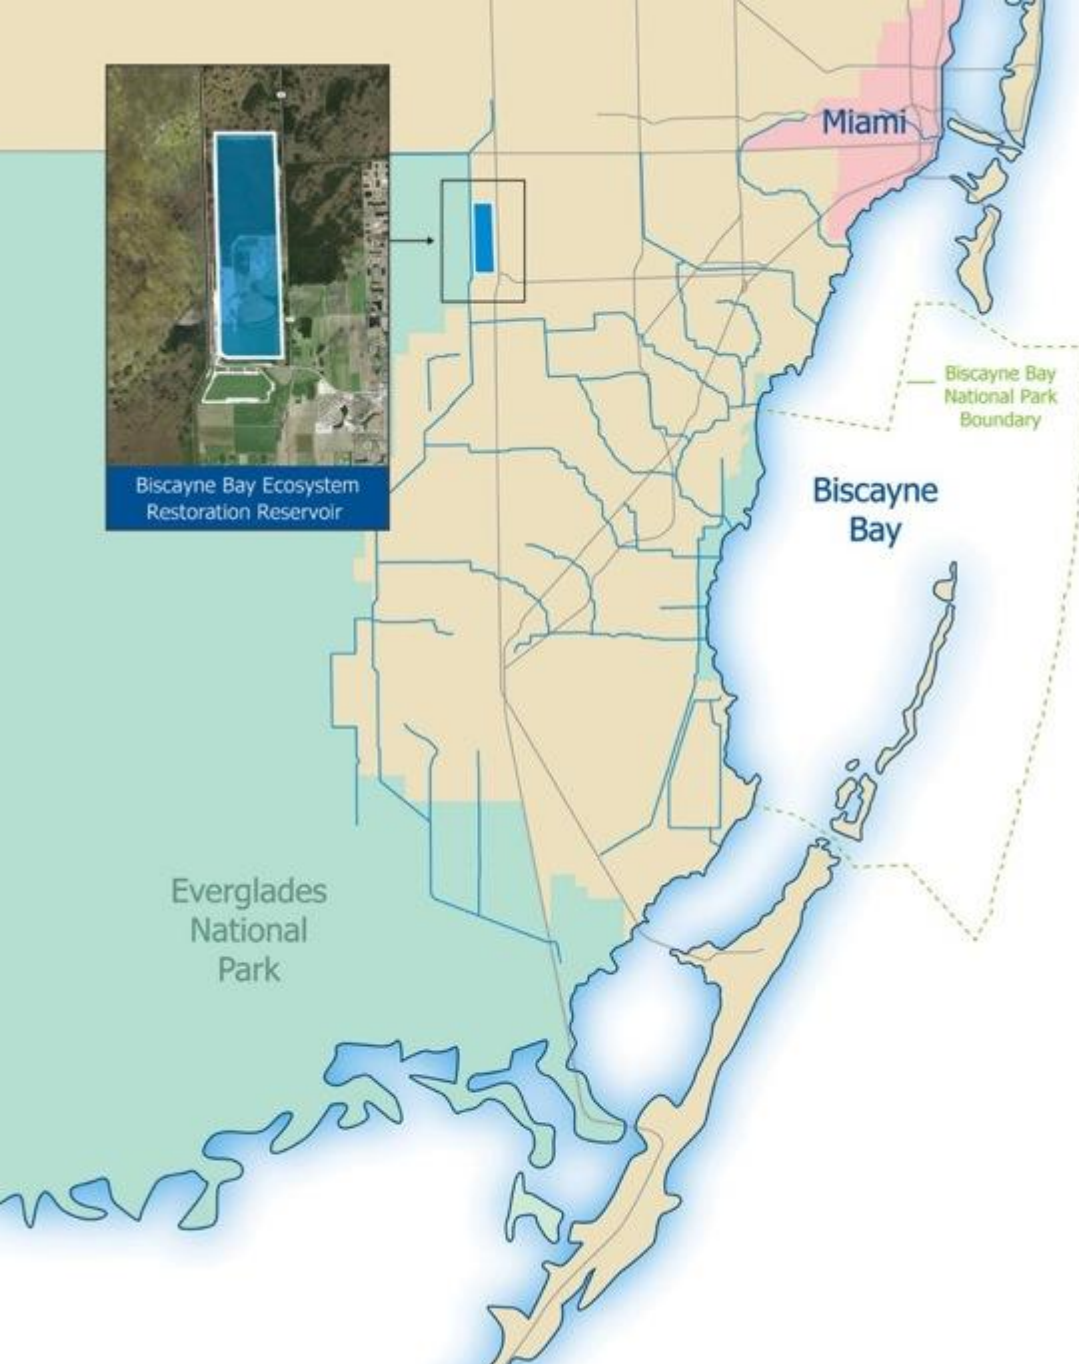 Miami
Biscayne Bay
National Park
Boundary
Biscayne Bay Ecosystem
Restoration Reservoir
Biscayne
Bay
Everglades
National
Park